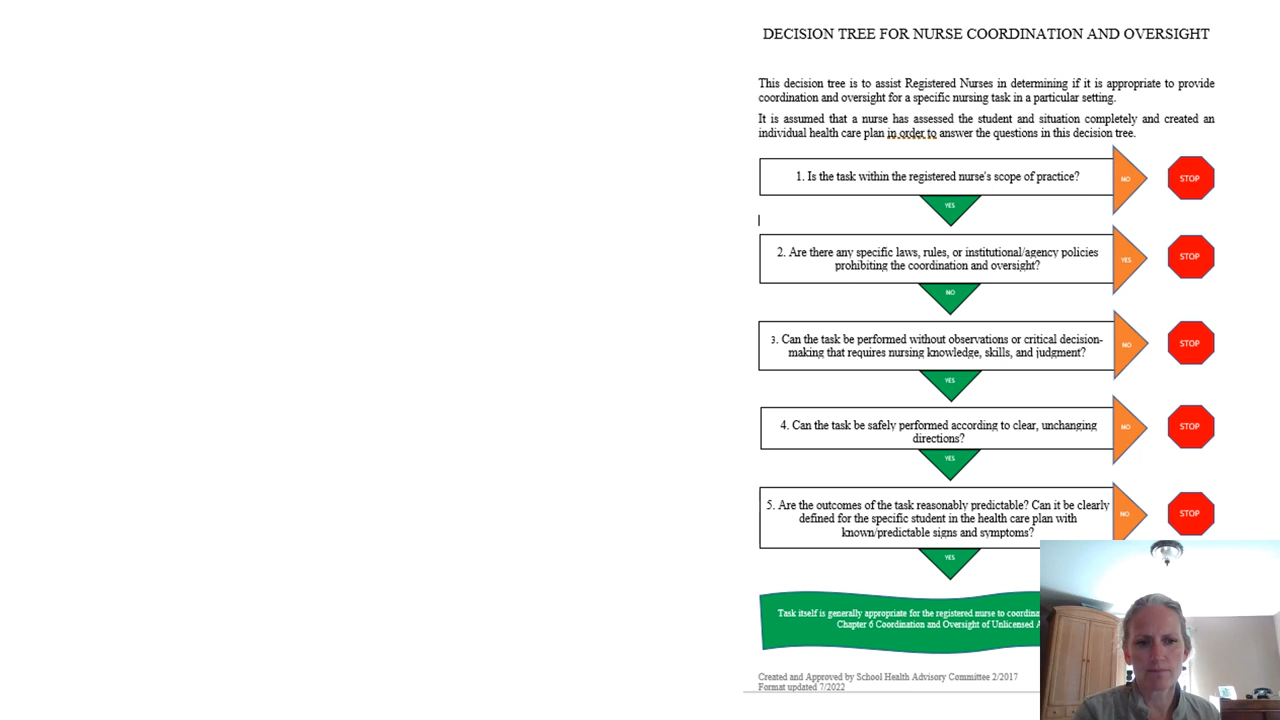 DECISION TREE FOR NURSE COORDINATION AND OVERSIGHT
This decision tree is to assist Registered Nurses in determining if it is appropriate to provide
coordination and oversight for a specific nursing task in a particular setting.
It is assumed that a nurse has assessed the student and situation completely and created an
individual health care plan in order to answer the questions in this decision tree.
1. Is the task within the registered nurse's scope of practice?
NO
STOP
YES
2. Are there any specific laws, rules, or institutional/agency policies
prohibiting the coordination and oversight?
YES
STOP
NO
3. Can the task be performed without observations or critical decision-
making that requires nursing knowledge, skills, and judgment?
NO
STOP
YES
4. Can the task be safely performed according to clear, unchanging
directions?
NO
STOP
YES
5. Are the outcomes of the task reasonably predictable? Can it be clearly
defined for the specific student in the health care plan with
known/predictable signs and symptoms?
NO
STOP
YES
Task itself is generally appropriate for the registered nurse to
Chapter 6 Coordination and Oversight of Unlicensed
Created and Approved by School Health Advisory Committee 2/2017
Format updated 7/2022